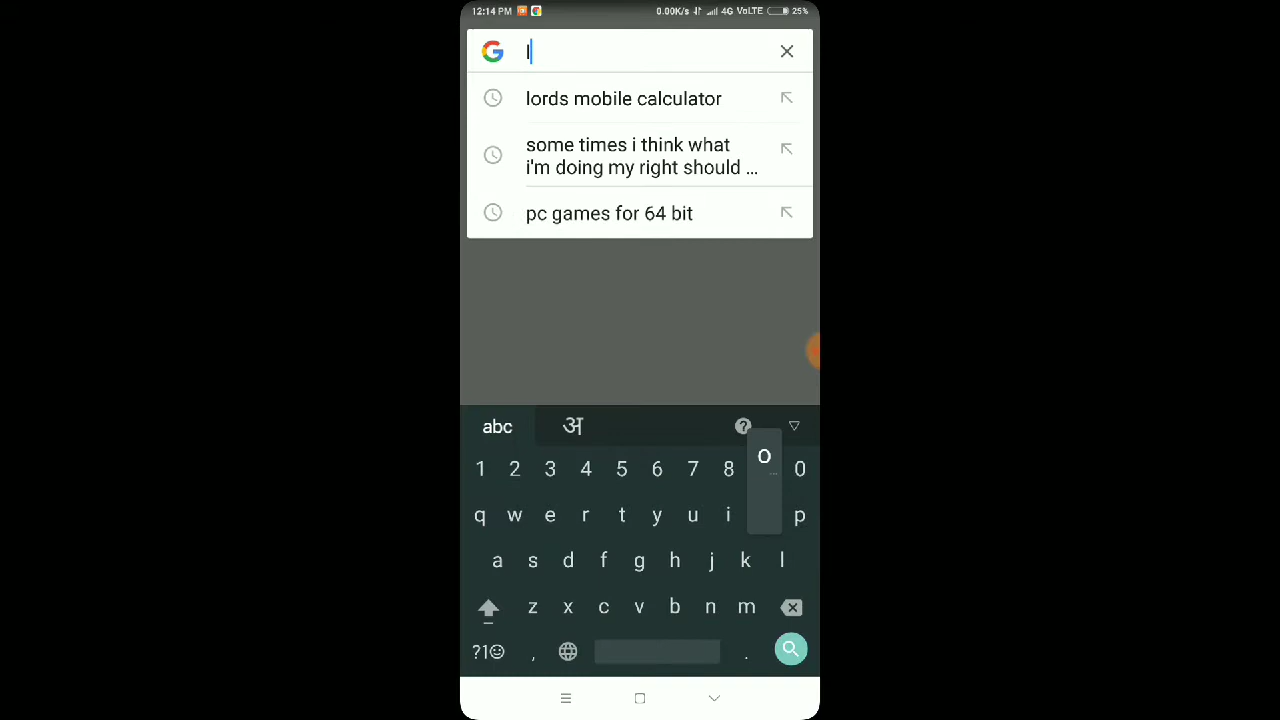 12:14 PM 0.00K/s 4G VoLTE 25%
l
lords mobile calculator
some times i think what
i'm doing my right should ...
pc games for 64 bit
abc अ ?
o
1 2 3 4 5 6 7 8 0
q w e r t y u i p
a s d f g h j k l
z x c v b n m
?1☺ , .